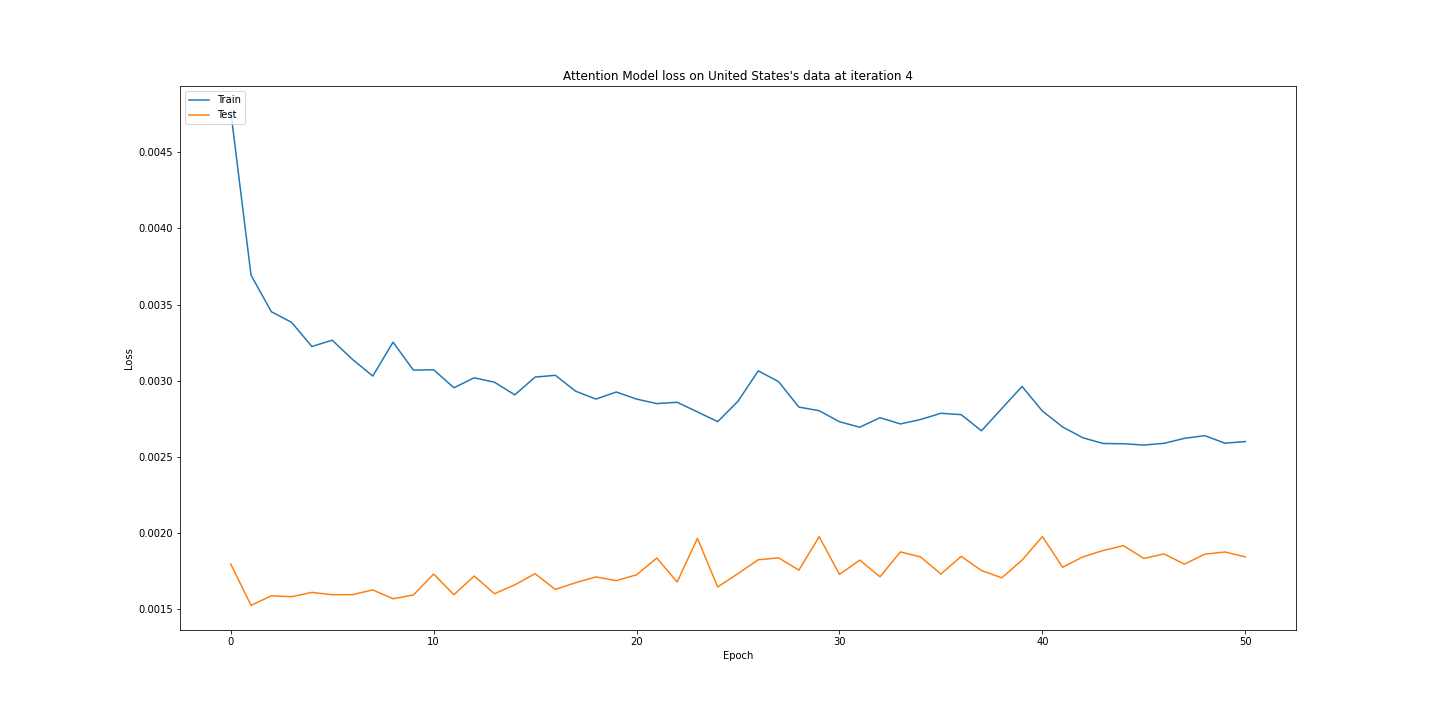 Attention Model loss on United States's data at iteration 4
Train
Test
0.0045
0.0040
0.0035
0.0030
0.0025
0.0020
0.0015
Loss
0 10 20 30 40 50
Epoch